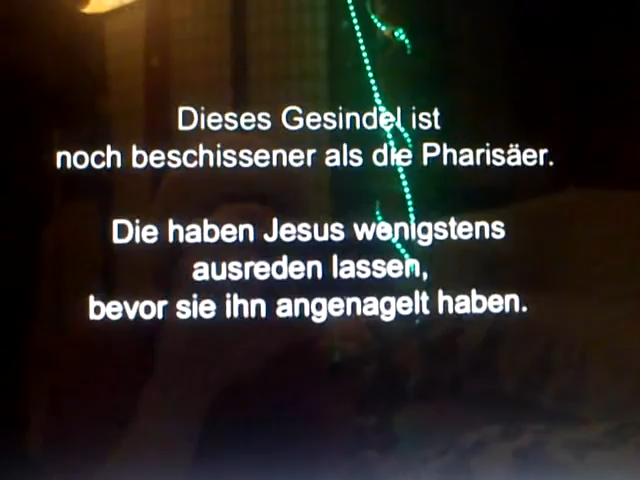 Dieses Gesindel ist
noch beschissener als die Pharisäer.
Die haben Jesus wenigstens
ausreden lassen,
bevor sie ihn angenagelt haben.